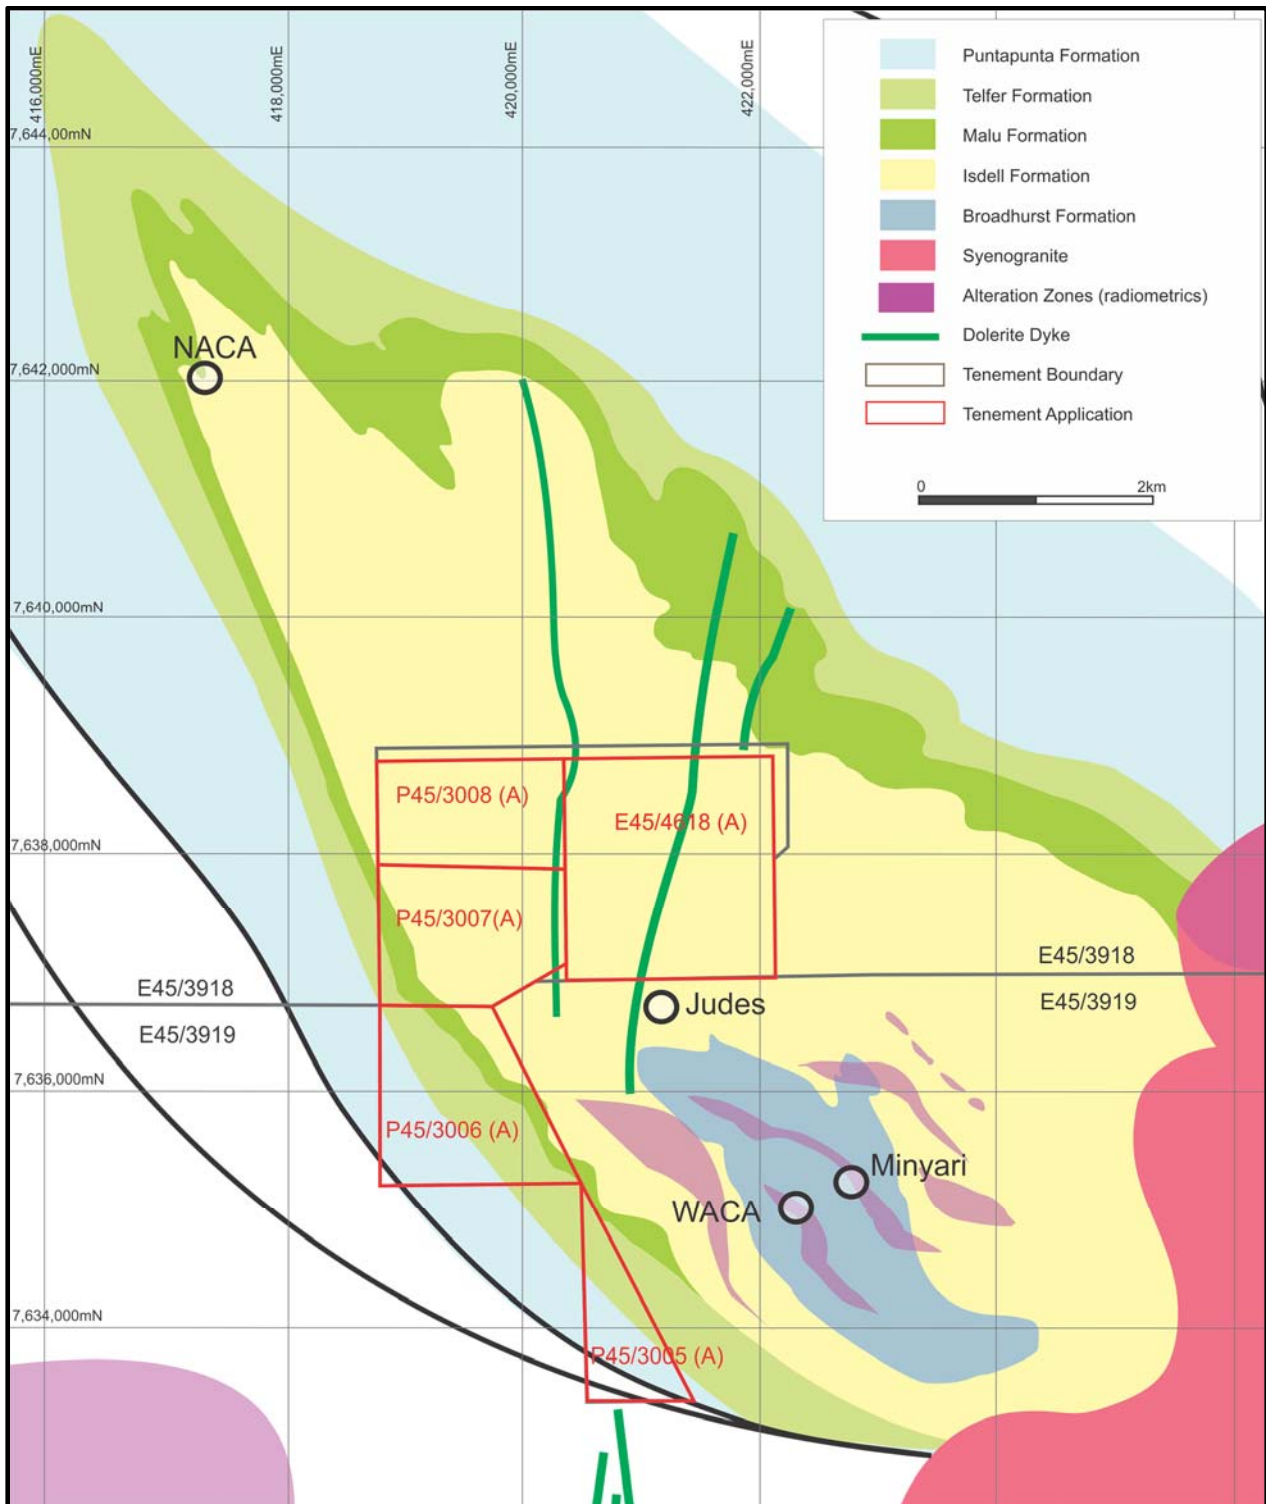 416,000mE
418,000mE
420,000mE
422,000mE
Puntapunta Formation
Telfer Formation
Malu Formation
Isdell Formation
Broadhurst Formation
Syenogranite
Alteration Zones (radiometrics)
Dolerite Dyke
Tenement Boundary
Tenement Application
0 2km
7,644,00mN
NACA
7,642,000mN
7,640,000mN
P45/3008 (A)
E45/4618 (A)
7,638,000mN
P45/3007(A)
E45/3918
E45/3918
E45/3919
E45/3919
Judes
7,636,000mN
P45/3006 (A)
Minyari
WACA
7,634,000mN
P45/3005 (A)